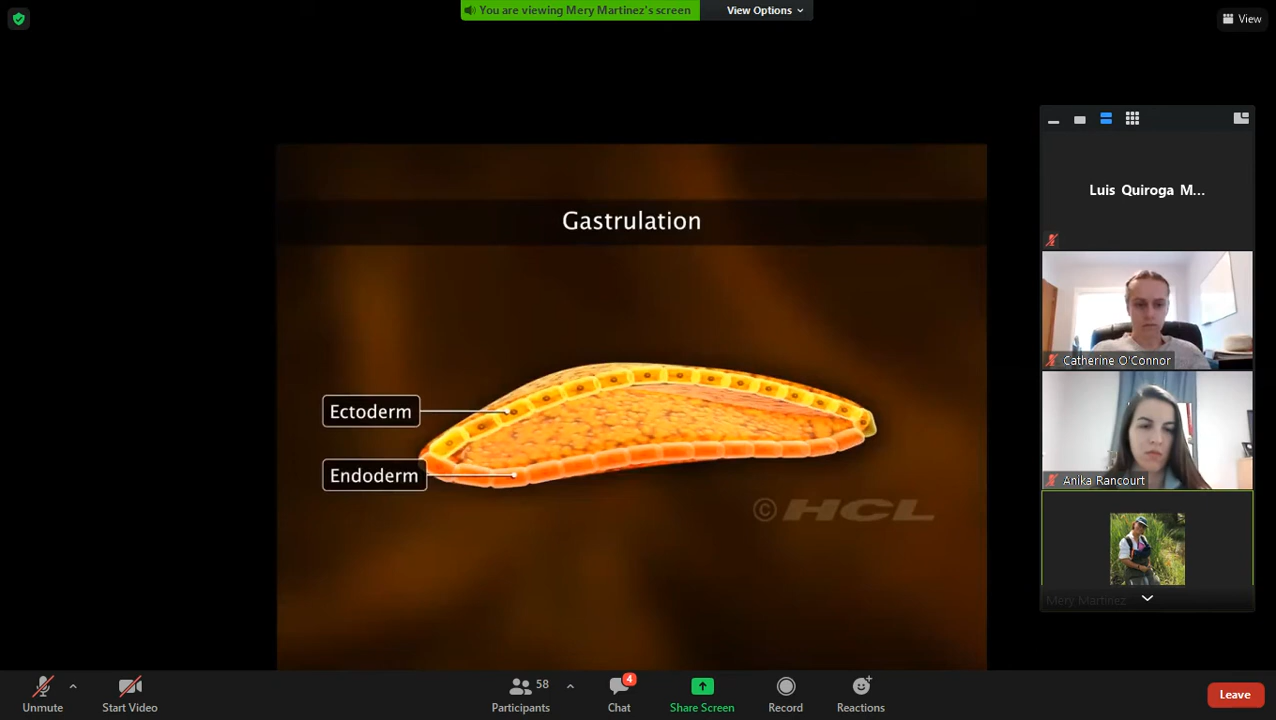 You are viewing Mery Martinez's screen
View Options
View
Luis Quiroga M...
Gastrulation
Catherine O'Connor
Ectoderm
Endoderm
Anika Rancourt
© HCL
Mery Martinez
Unmute
Start Video
58
Participants
4
Chat
Share Screen
Record
Reactions
Leave